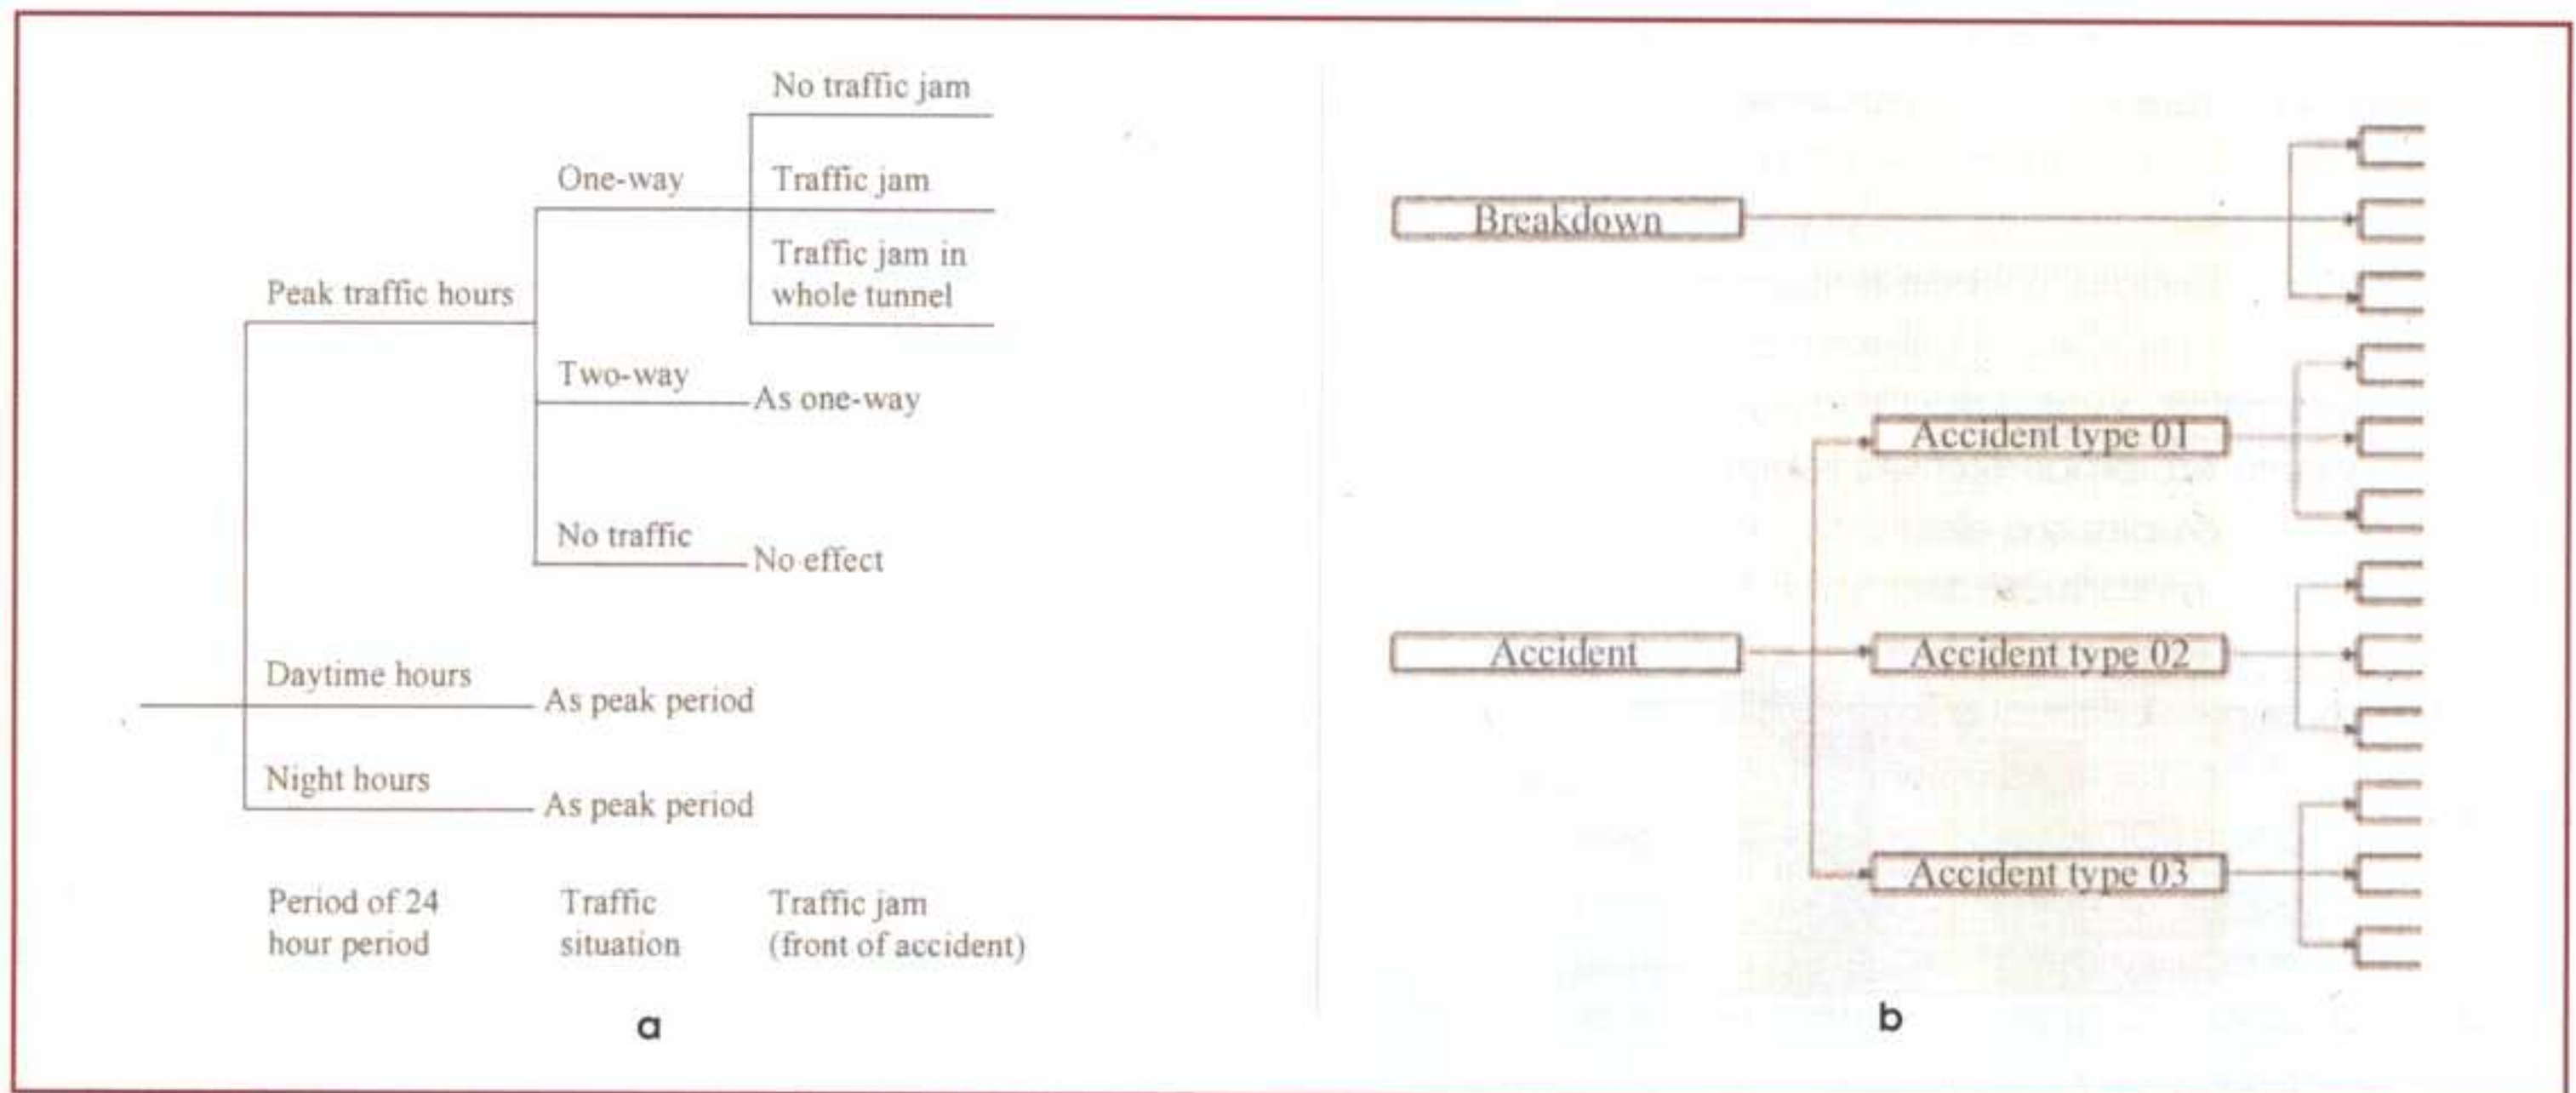 No traffic jam
One-way
Traffic jam
Traffic jam in
whole tunnel
Peak traffic hours
Two-way
As one-way
No traffic
No effect
Daytime hours
As peak period
Night hours
As peak period
Period of 24
hour period
Traffic
situation
Traffic jam
(front of accident)
a
Breakdown
Accident type 01
Accident
Accident type 02
Accident type 03
b